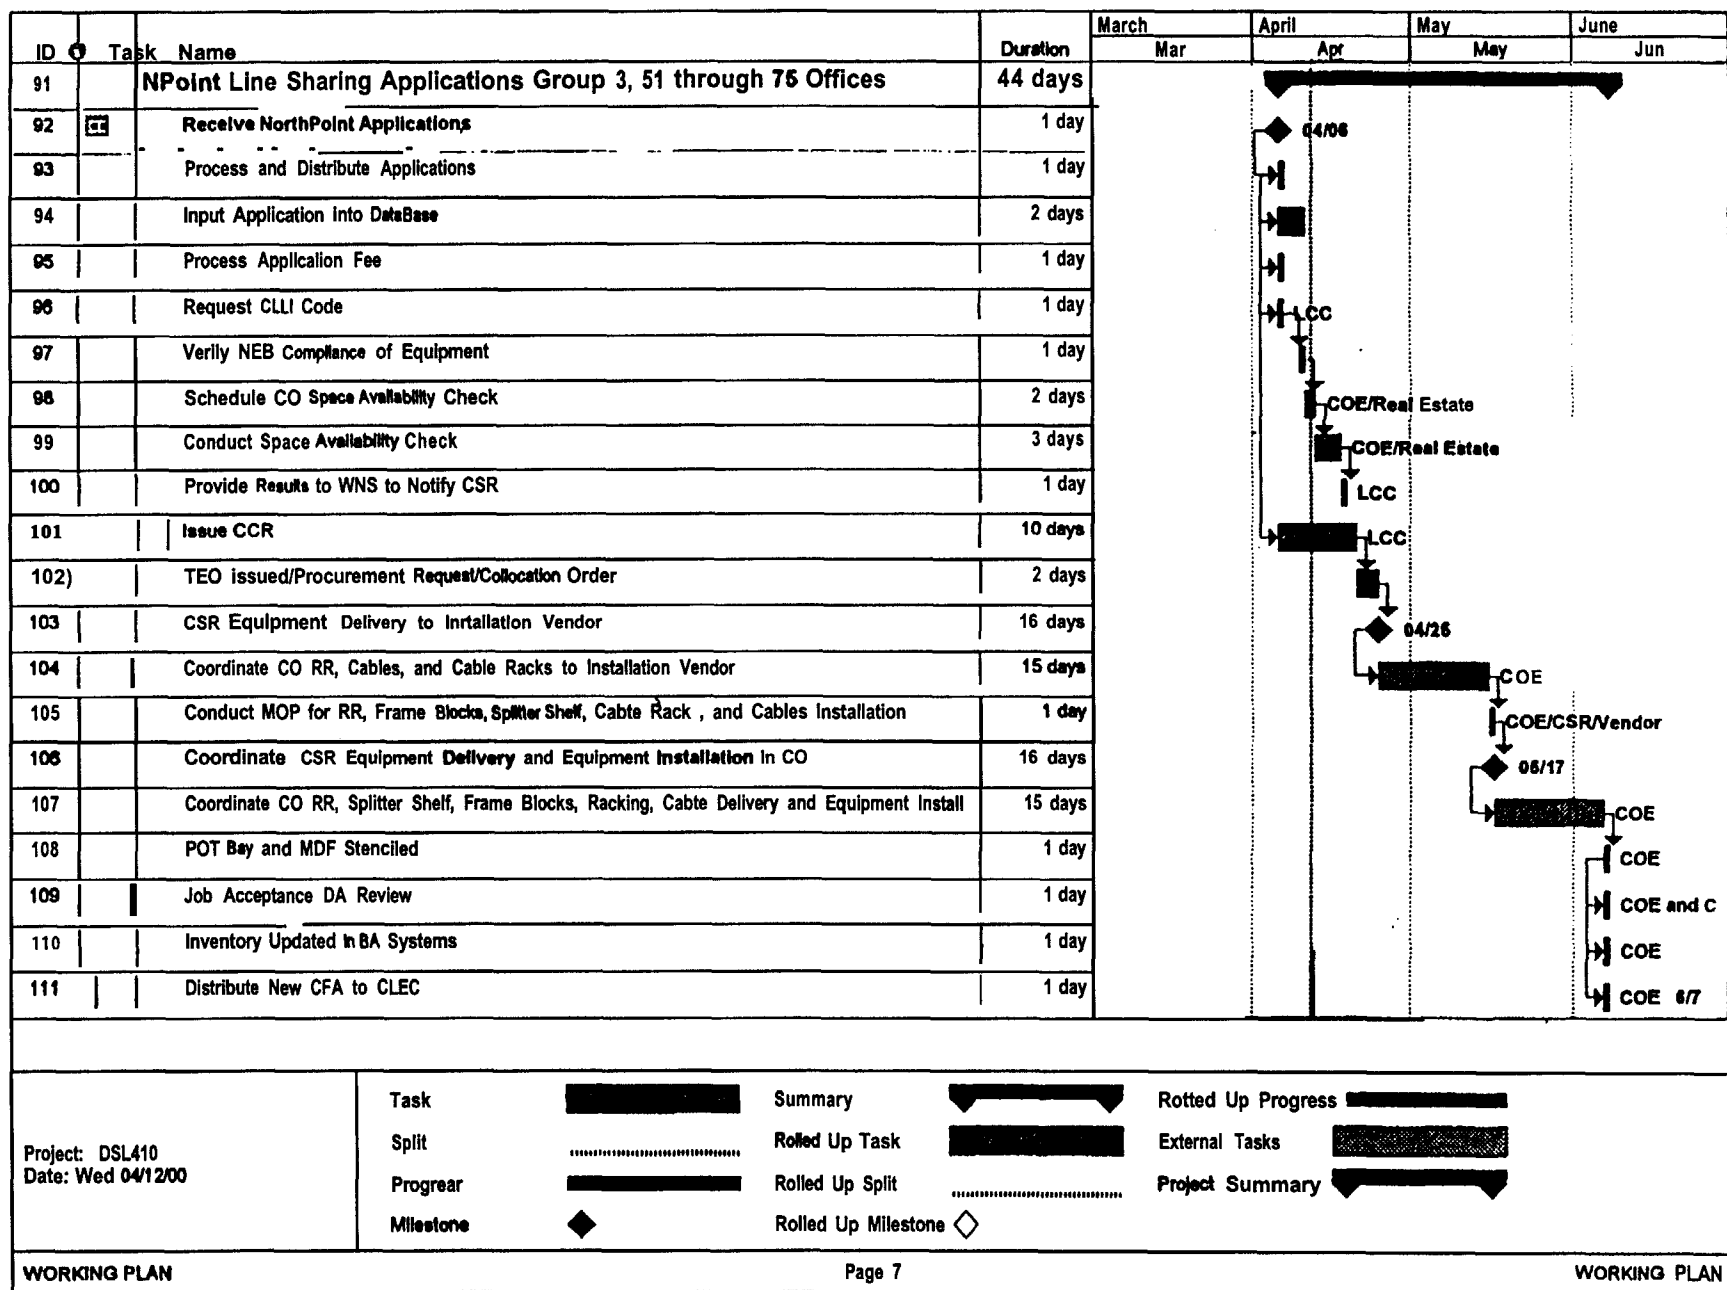 March April May June
ID Task Name Duration Mar Apr May Jun
91 NPoint Line Sharing Applications Group 3, 51 through 75 Offices 44 days
92 Receive NorthPoint Applications 1 day 04/06
93 Process and Distribute Applications 1 day
94 Input Application into DataBase 2 days
95 Process Application Fee 1 day
96 Request CLLI Code 1 day LCC
97 Verily NEB Compliance of Equipment 1 day
98 Schedule CO Space Availability Check 2 days COE/Real Estate
99 Conduct Space Availability Check 3 days COE/Real Estate
100 Provide Results to WNS to Notify CSR 1 day LCC
101 Issue CCR 10 days LCC
102) TEO issued/Procurement Request/Collocation Order 2 days
103 CSR Equipment Delivery to Inrtallation Vendor 16 days 04/25
104 Coordinate CO RR, Cables, and Cable Racks to Installation Vendor 15 days COE
105 Conduct MOP for RR, Frame Blocks, Splitter Shelf, Cabte Rack , and Cables Installation 1 day COE/CSR/Vendor
106 Coordinate CSR Equipment Delivery and Equipment Installation In CO 16 days 05/17
107 Coordinate CO RR, Splitter Shelf, Frame Blocks, Racking, Cabte Delivery and Equipment Install 15 days COE
108 POT Bay and MDF Stenciled 1 day COE
109 Job Acceptance DA Review 1 day COE and C
110 Inventory Updated in BA Systems 1 day COE
111 Distribute New CFA to CLEC 1 day COE 6/7
Task Summary Rotted Up Progress
Split Rolled Up Task External Tasks
Project: DSL410
Date: Wed 04/12/00
Progrear Rolled Up Split Project Summary
Milestone Rolled Up Milestone
WORKING PLAN Page 7 WORKING PLAN